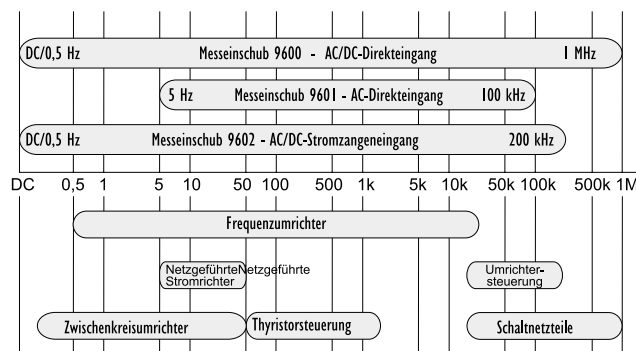 DC/0,5 Hz Messeinschub 9600 - AC/DC-Direkteingang 1 MHz
5 Hz Messeinschub 9601 - AC-Direkteingang 100 kHz
DC/0,5 Hz Messeinschub 9602 - AC/DC-Stromzangeneingang 200 kHz
DC 0,5 1 5 10 50 100 500 1k 5k 10k 50k 100k 500k 1M
Frequenzumrichter
NetzgeführteNetzgeführte
Stromrichter
Umrichter-
steuerung
Zwischenkreisumrichter Thyristorsteuerung Schaltnetzteile